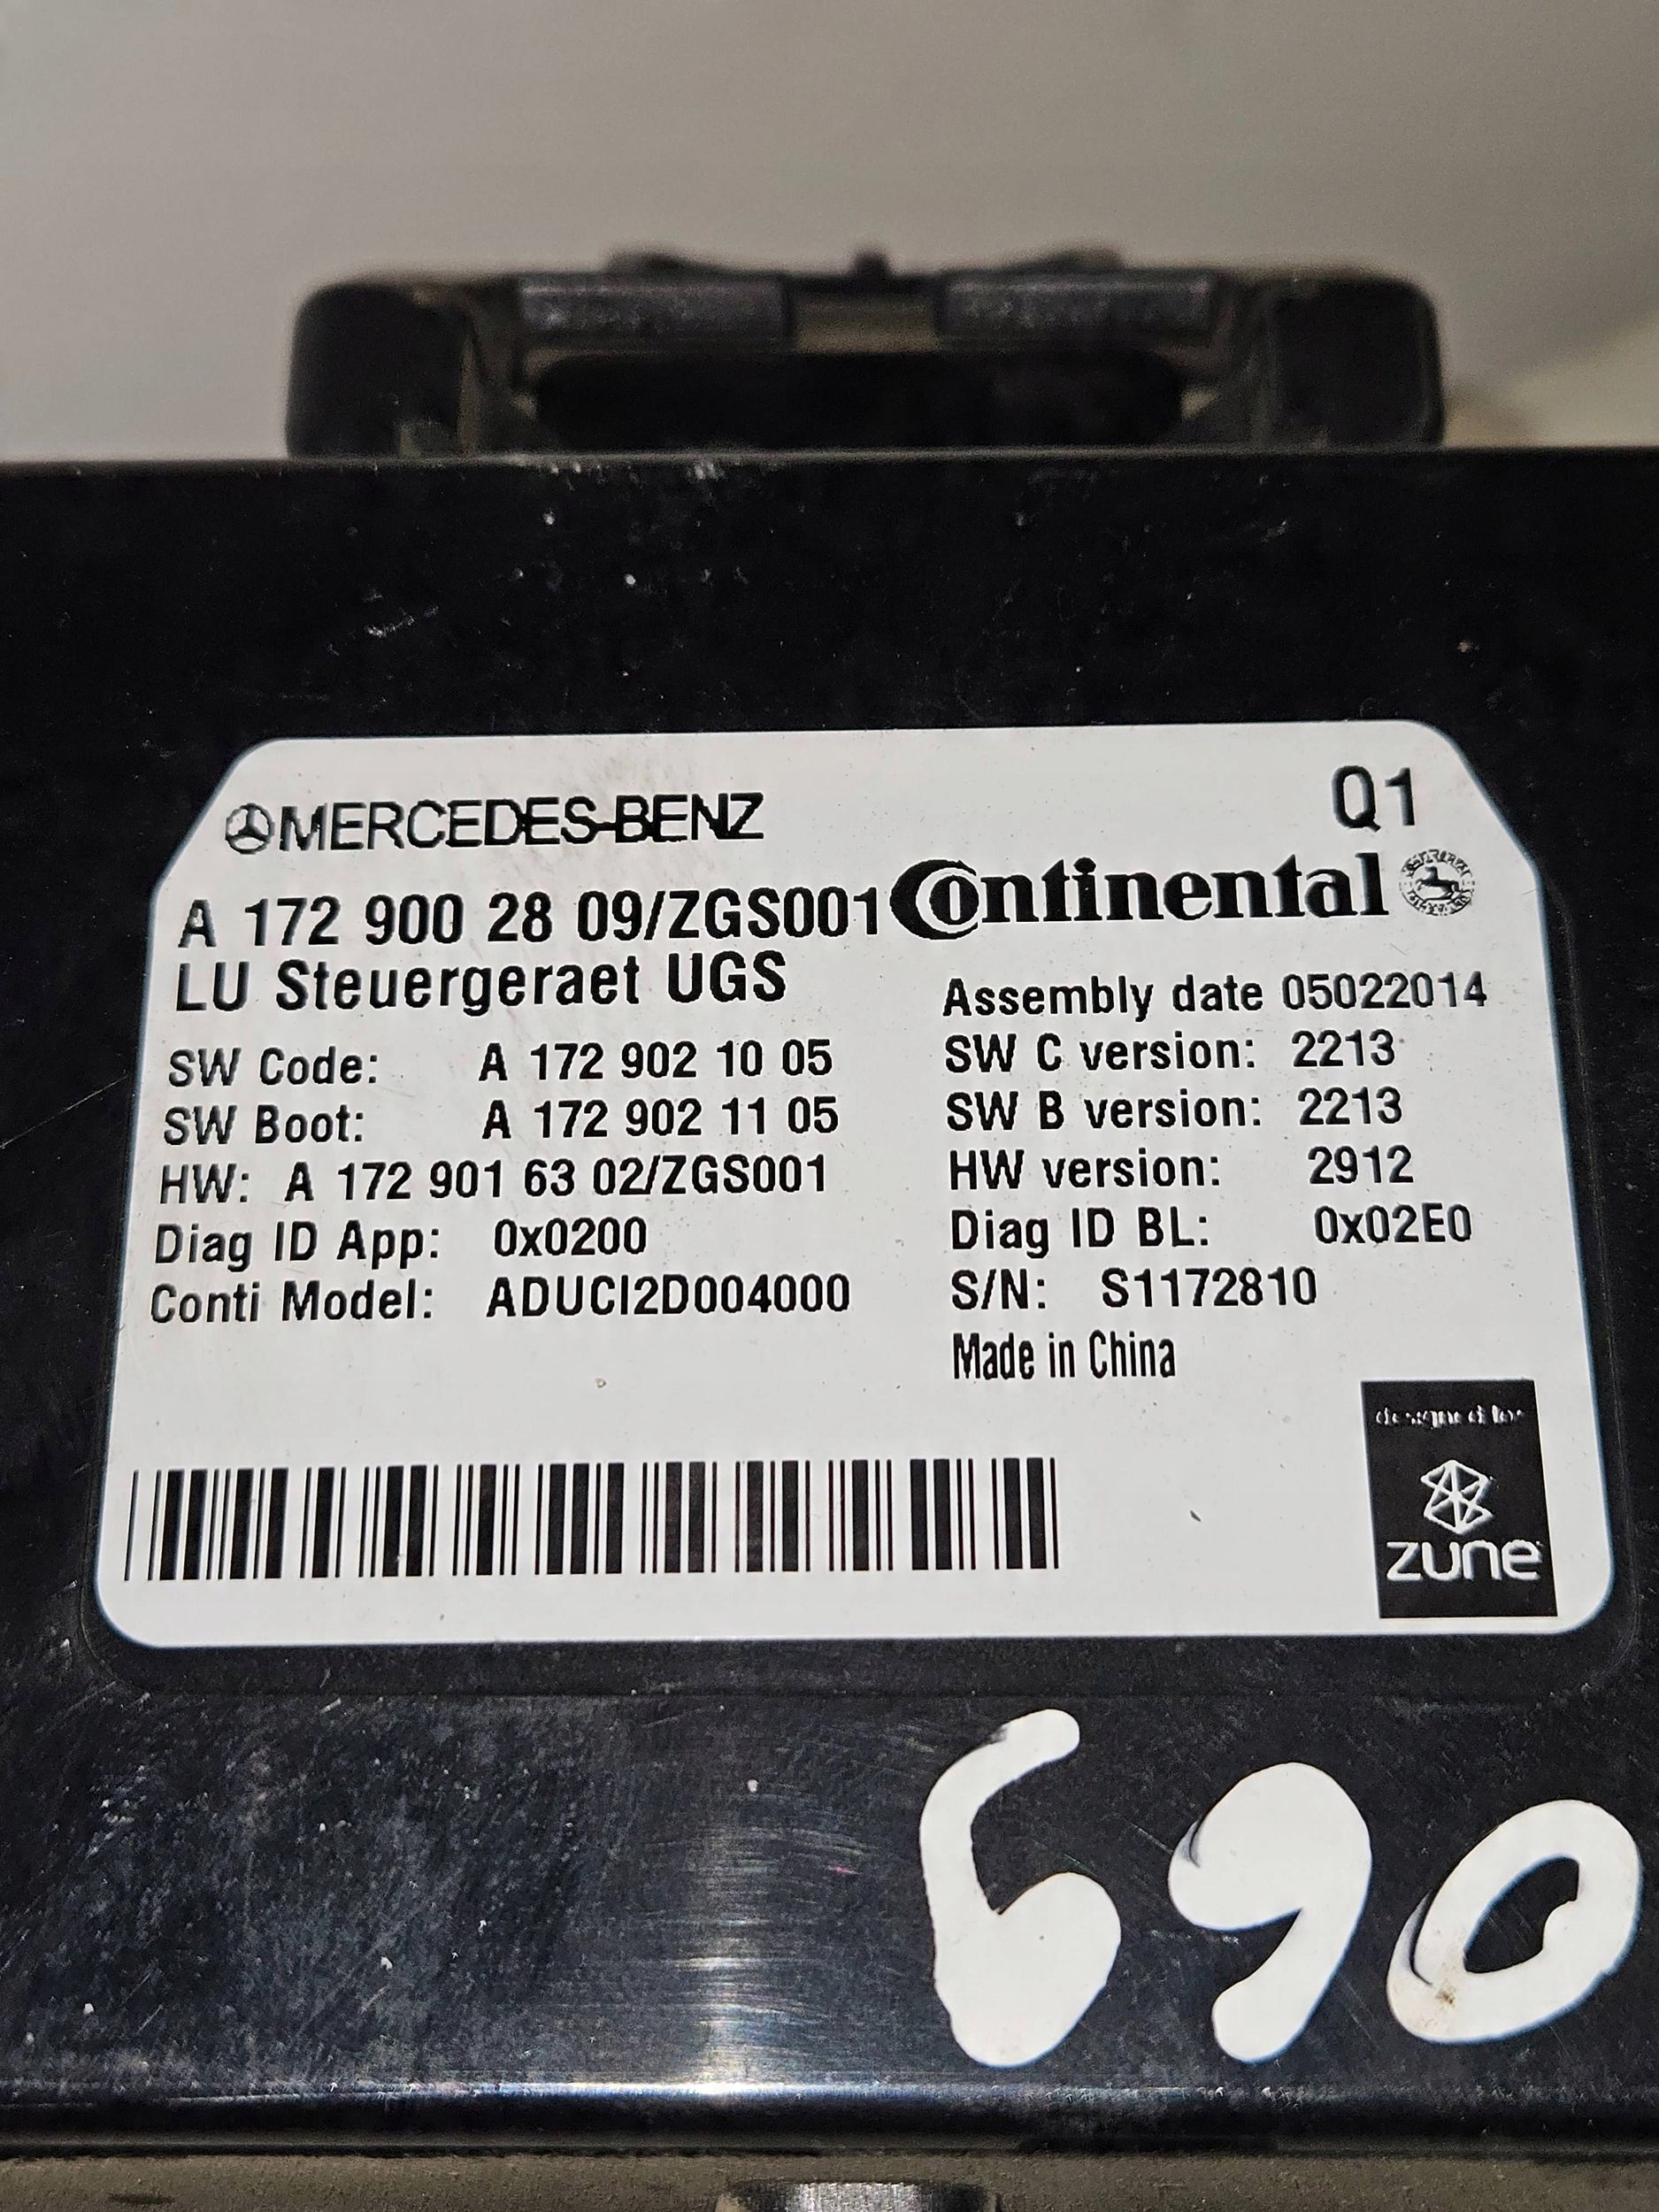 Q1
MERCEDES-BENZ
A 172 900 28 09/ZGS001
Continental
LU Steuergeraet UGS
Assembly date 05022014
SW Code: A 172 902 10 05
SW C version: 2213
SW Boot: A 172 902 11 05
SW B version: 2213
HW: A 172 901 63 02/ZGS001
HW version: 2912
Diag ID App: 0x0200
Diag ID BL: 0x02E0
Conti Model: ADUCI2D004000
S/N: S1172810
Made in China
designed for
zune
690